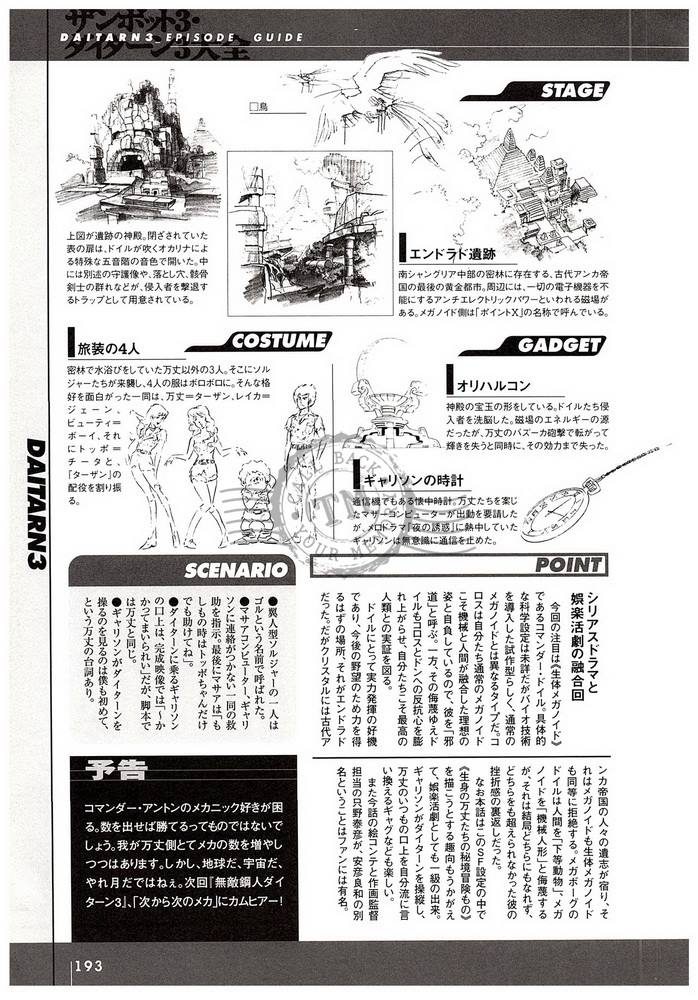 ザンボット3・
ダイターン3大全
DAITARN3 EPISODE GUIDE
STAGE
□鳥
上図が遺跡の神殿。閉ざされていた
表の扉は、ドイルが吹くオカリナによ
る特殊な五音階の音色で開いた。中
には別述の守護像や、落とし穴、骸骨
剣士の群れなどが、侵入者を撃退す
るトラップとして用意されている。
エンドラド遺跡
南シャングリア中部の密林に存在する、古代アンカ帝
国の最後の黄金都市。周辺には、一切の電子機器を不
能にするアンチエレクトリックパワーといわれる磁場が
ある。メガノイド側は「ポイントX」の名称で呼んでいる。
COSTUME
旅装の4人
密林で水浴びをしていた万丈以外の3人。そこにソル
ジャーたちが来襲し、4人の服はボロボロに。そんな格
好を面白がった一同は、万丈=ターザン、レイカ=
ジェーン、
ビューティ=
ボーイ、それ
にトッポ=
チータと、
『ターザン』の
配役を割り振
る。
GADGET
オリハルコン
神殿の宝玉の形をしている。ドイルたち侵
入者を洗脳した。磁場のエネルギーの源
だったが、万丈のバズーカ砲撃で転がって
輝きを失うと同時に、その効力まで失った。
ギャリソンの時計
通信機でもある懐中時計。万丈たちを案じ
たマザーコンピューターが出動を要請した
が、メロドラマ『夜の誘惑』に熱中していた
ギャリソンは無意識に通信を止めた。
DAITARN3
SCENARIO
●翼人型ソルジャーの一人は
ゴルという名前で呼ばれた。
●マサアコンピューター、ギャリ
ソンに連絡がつかない一同の救
助を指示。最後にマサアは「も
しもの時はトッポちゃんだけ
でも助けてね」。
●ダイターンに乗るギャリソン
の口上は、完成映像では「〜か
かってまいられい」だが、脚本で
は万丈と同じ。
●ギャリソンがダイターンを
操るのを見るのは僕も初めて、
という万丈の台詞あり。
POINT
シリアスドラマと
娯楽活劇の融合回
今回の注目は《生体メガノイド》
であるコマンダー・ドイル。具体的
な科学設定は未詳だがバイオ技術
を導入した試作型らしく、通常の
メガノイドとは異なるタイプだ。コ
ロスは自分たち通常のメガノイド
こそ機械と人間が融合した理想の
姿と自負しているので、彼を「邪
道」と呼ぶ。一方、その侮蔑ゆえド
イルもコロスとドンへの反抗心を膨
れ上がらせ、自分たちこそ最高の
人類との実証を図る。
ドイルにとって実力発揮の好機
であり、今後の野望のため力を得
るはずの場所、それがエンドラド
だった。だがクリスタルには古代ア
ンカ帝国の人々の遺志が宿り、そ
れはメガノイドも生体メガノイド
も同等に拒絶する。メガボーグの
ドイルは人間を「下等動物」、メガ
ノイドを「機械人形」と侮蔑する
が、それは結局どちらにもなれず、
どちらをも超えられなかった彼の
挫折感の裏返しだった。
なお本話はこのSF設定の中で
《生身の万丈たちの秘境冒険もの》
を描こうとする趣向もうかがえ
て、娯楽活劇としても一級の出来。
ギャリソンがダイターンを操縦し、
万丈のいつもの口上を自分流に言
い換えるギャグなども楽しい。
また今話の絵コンテと作画監督
担当の只野泰彦が、安彦良和の別
名ということはファンには有名。
予告
コマンダー・アントンのメカニック好きが困
る。数を出せば勝てるってものではないで
しょう。我が万丈側とてメカの数を増やし
つつはあります。しかし、地球だ、宇宙だ、
やれ月だではねぇ。次回『無敵鋼人ダイ
ターン3』、「次から次のメカ」にカムヒアー!
193